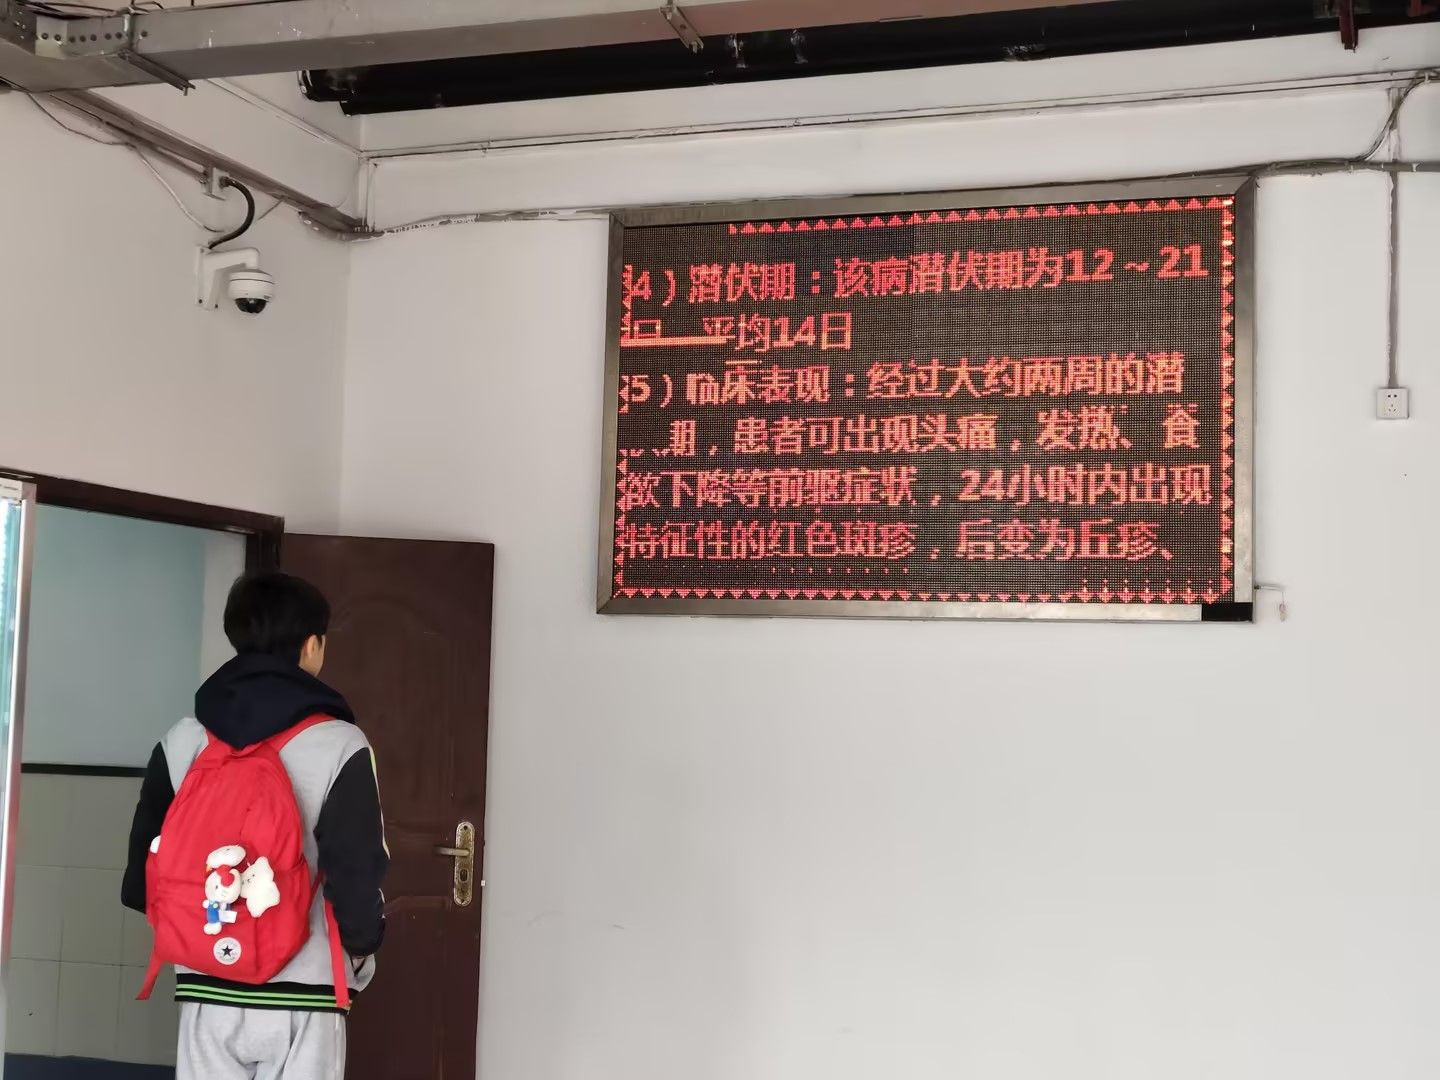 4）潜伏期：该病潜伏期为12～21
日 平均14日
5）临床表现：经过大约两周的潜
期，患者可出现头痛，发热、食
欲下降等前驱症状，24小时内出现
特征性的红色斑疹，后变为丘疹、